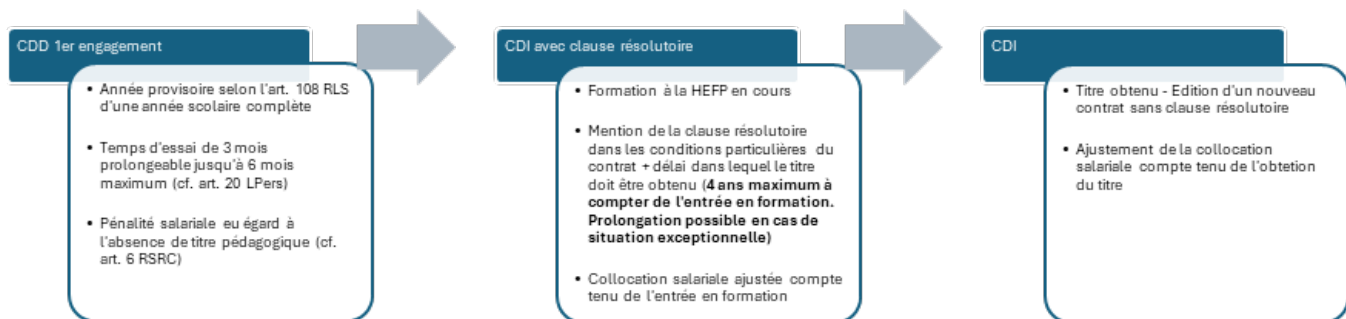 CDD 1er engagement
• Année provisoire selon l'art. 108 RLS
d'une année scolaire complète
• Temps d'essai de 3 mois
prolongeable jusqu'à 6 mois
maximum (cf. art. 20 LPers)
• Pénalité salariale eu égard à
l'absence de titre pédagogique (cf.
art. 6 RSRC)
CDI avec clause résolutoire
• Formation à la HEFP en cours
• Mention de la clause résolutoire
dans les conditions particulières du
contrat + délai dans lequel le titre
doit être obtenu (4 ans maximum à
compter de l'entrée en formation.
Prolongation possible en cas de
situation exceptionnelle)
• Collocation salariale ajustée compte
tenu de l'entrée en formation
CDI
• Titre obtenu - Edition d'un nouveau
contrat sans clause résolutoire
• Ajustement de la collocation
salariale compte tenu de l'obtetion
du titre